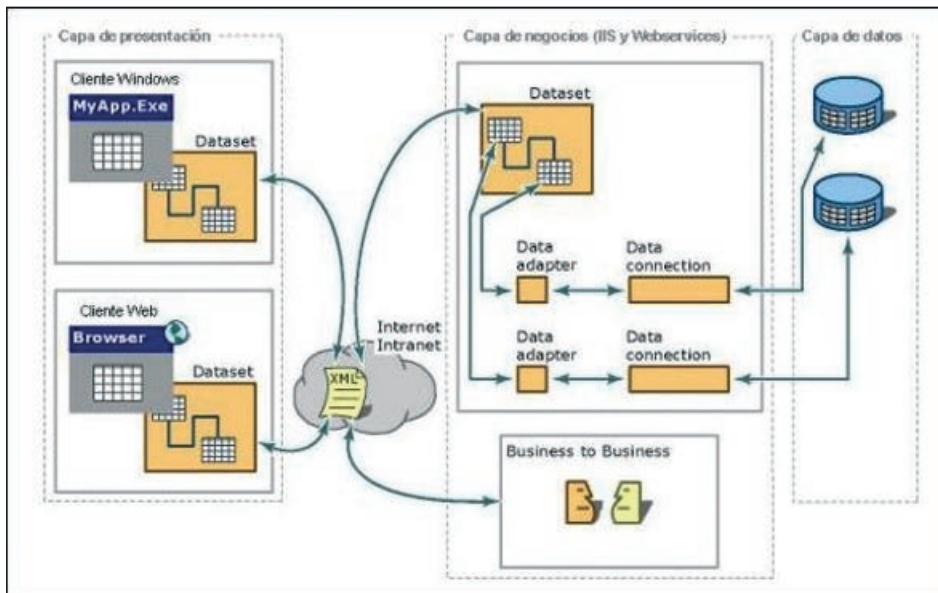 Capa de presentación
Cliente Windows
MyApp.Exe
Dataset
Cliente Web
Browser
Dataset
Internet
Intranet
XML
Capa de negocios (IIS y Webservices)
Dataset
Data
adapter
Data
connection
Data
adapter
Data
connection
Business to Business
Capa de datos